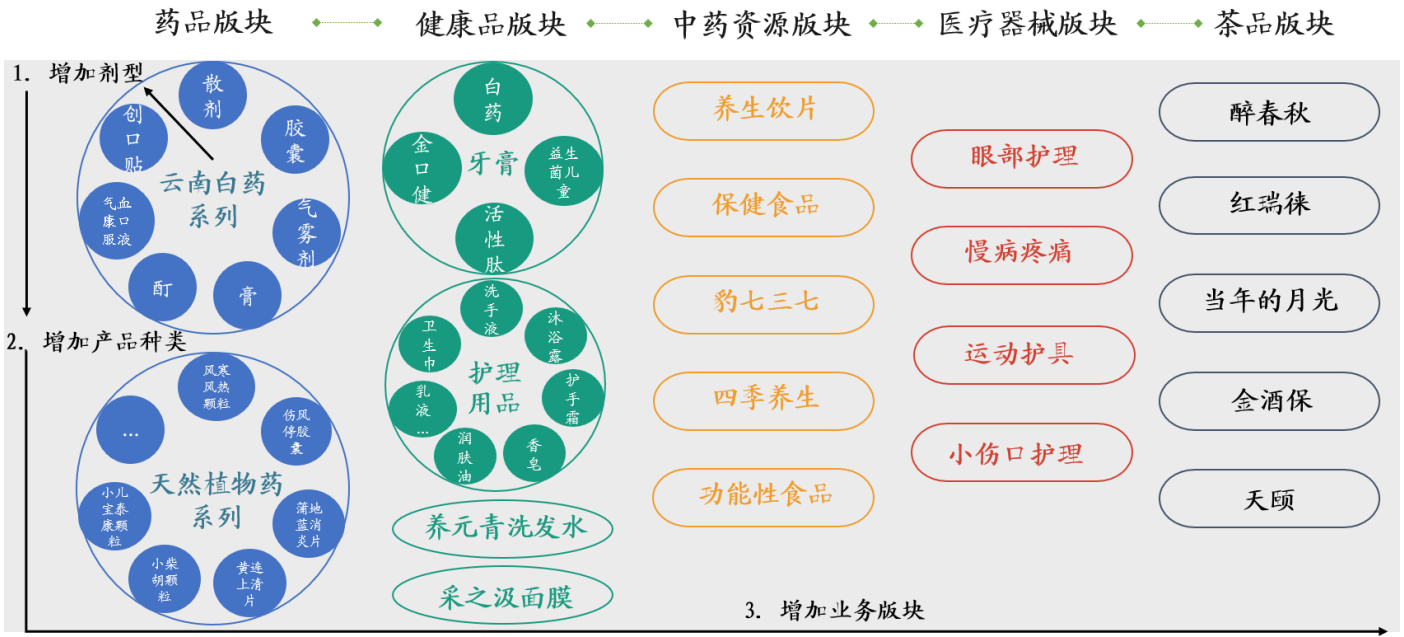 药品版块
健康品版块
中药资源版块
医疗器械版块
茶品版块
1. 增加剂型
散
剂
胶
囊
气
雾
剂
膏
酊
气血
康口
服液
创
口
贴
云南白药
系列
2. 增加产品种类
风寒
风热
颗粒
伤风
停胶
囊
蒲地
蓝消
炎片
黄连
上清
片
小柴
胡颗
粒
小儿
宝泰
康颗
粒
...
天然植物药
系列
白
药
益生
菌儿
童
活
性
肽
金
口
健
牙膏
洗
手
液
沐
浴
露
护
手
霜
香
皂
润
肤
油
乳
液
...
卫
生
巾
护理
用品
养元青洗发水
采之汲面膜
养生饮片
保健食品
豹七三七
四季养生
功能性食品
眼部护理
慢病疼痛
运动护具
小伤口护理
醉春秋
红瑞徕
当年的月光
金酒保
天颐
3. 增加业务版块